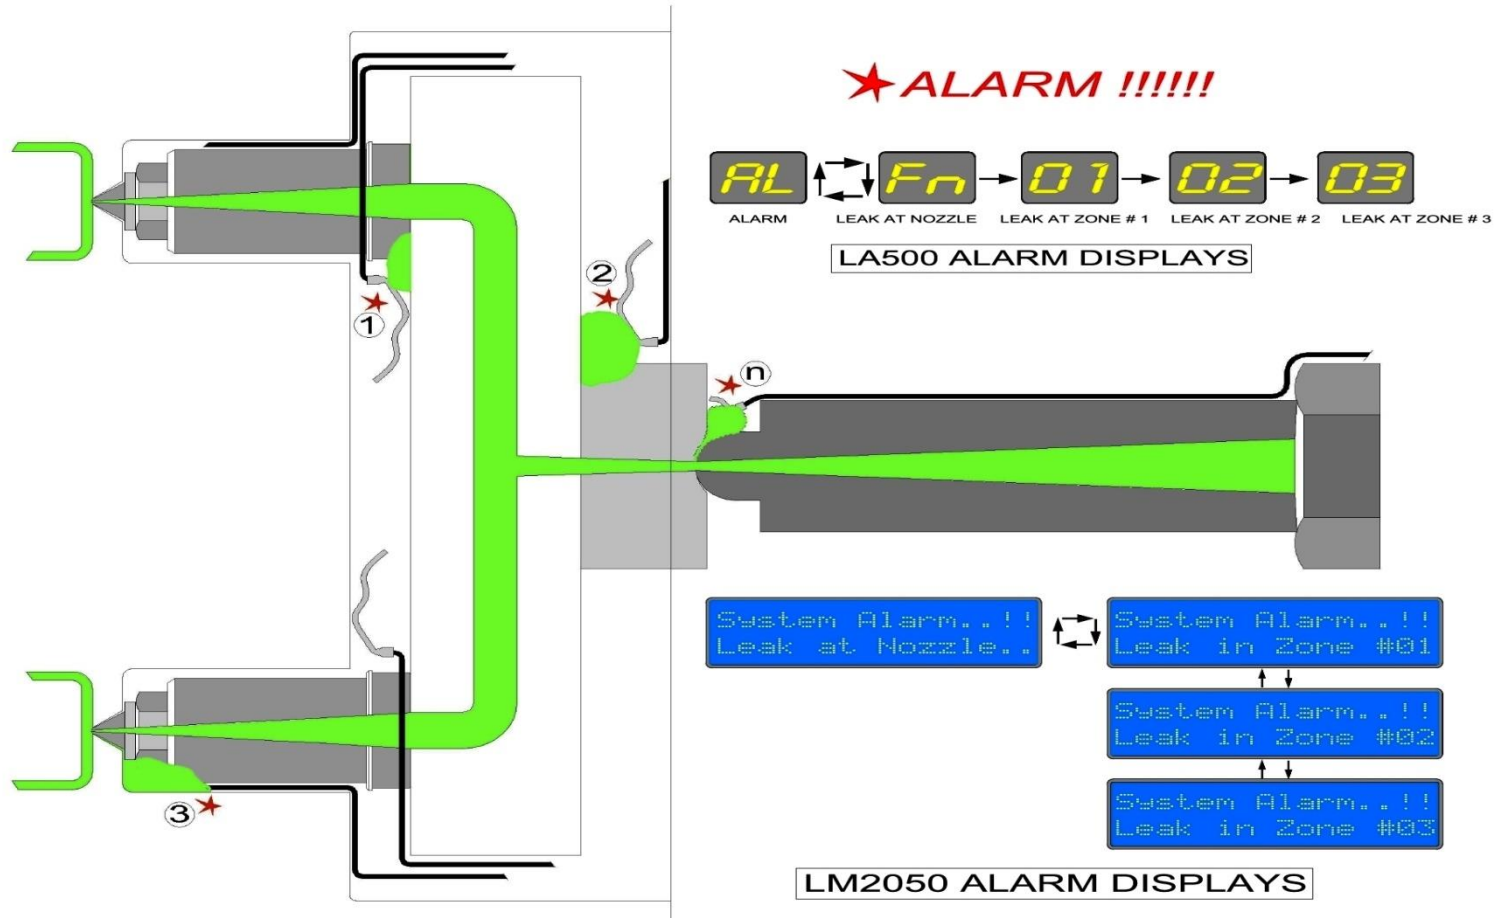 ALARM !!!!!!
AL
Fn
01
02
03
ALARM
LEAK AT NOZZLE
LEAK AT ZONE # 1
LEAK AT ZONE # 2
LEAK AT ZONE # 3
LA500 ALARM DISPLAYS
2
1
n
System Alarm..!!
Leak at Nozzle..
System Alarm..!!
Leak in Zone #01
System Alarm..!!
Leak in Zone #02
System Alarm..!!
Leak in Zone #03
3
LM2050 ALARM DISPLAYS